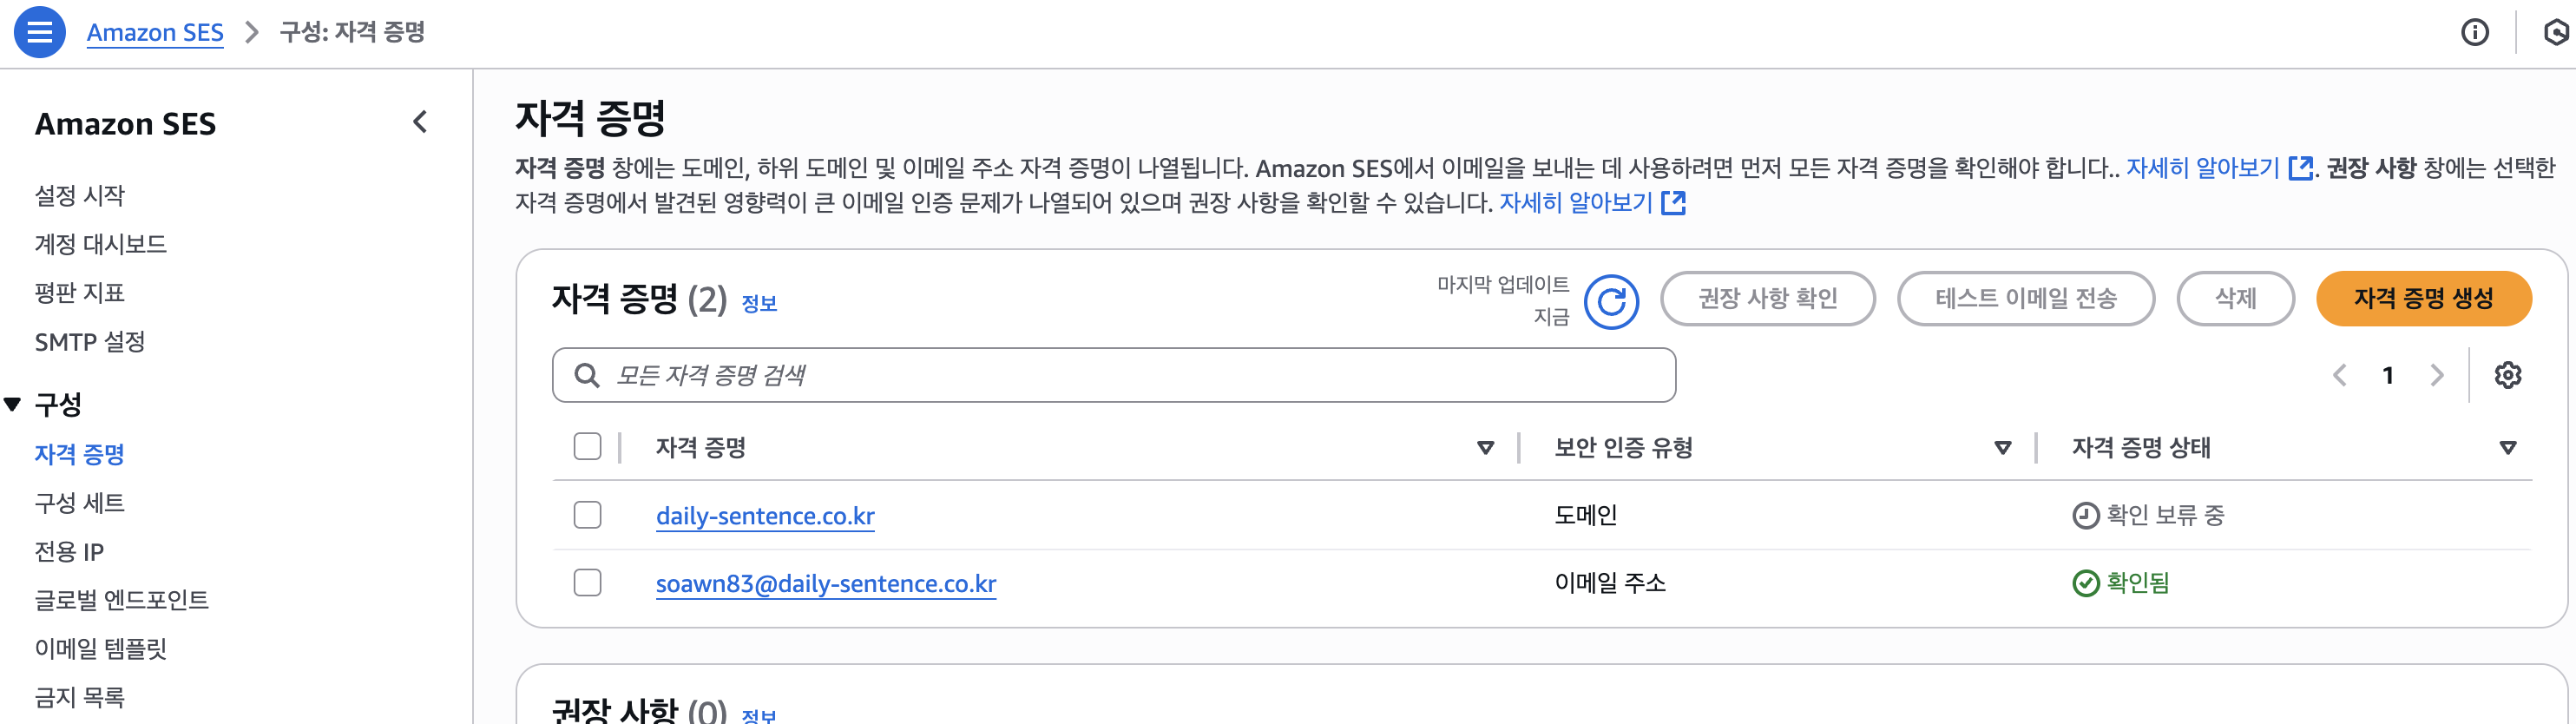 Amazon SES > 구성: 자격 증명
Amazon SES
설정 시작
계정 대시보드
평판 지표
SMTP 설정
구성
자격 증명
구성 세트
전용 IP
글로벌 엔드포인트
이메일 템플릿
금지 목록
자격 증명
자격 증명 창에는 도메인, 하위 도메인 및 이메일 주소 자격 증명이 나열됩니다. Amazon SES에서 이메일을 보내는 데 사용하려면 먼저 모든 자격 증명을 확인해야 합니다.. 자세히 알아보기 . 권장 사항 창에는 선택한
자격 증명에서 발견된 영향력이 큰 이메일 인증 문제가 나열되어 있으며 권장 사항을 확인할 수 있습니다. 자세히 알아보기
자격 증명 (2) 정보
마지막 업데이트
지금
권장 사항 확인
테스트 이메일 전송
삭제
자격 증명 생성
모든 자격 증명 검색
1
자격 증명 보안 인증 유형 자격 증명 상태
daily-sentence.co.kr 도메인 확인 보류 중
soawn83@daily-sentence.co.kr 이메일 주소 확인됨
권장 사항 (0) 정보